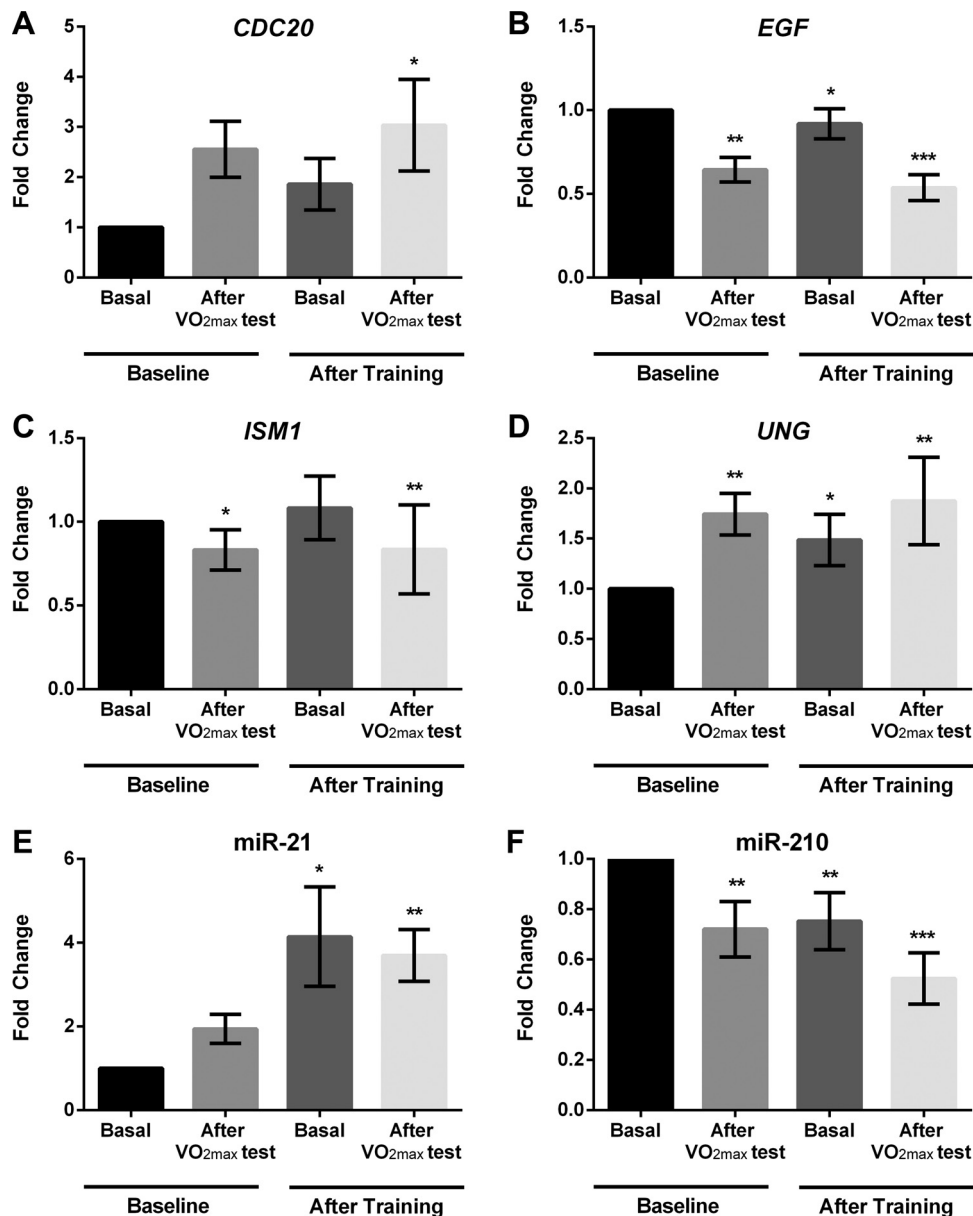 A
CDC20
Fold Change
5
4
3
2
1
0
*
Basal
After
VO2max test
Basal
After
VO2max test
Baseline
After Training
B
EGF
Fold Change
1.5
1.0
0.5
0.0
**
*
***
Basal
After
VO2max test
Basal
After
VO2max test
Baseline
After Training
C
ISM1
Fold Change
1.5
1.0
0.5
0.0
*
**
Basal
After
VO2max test
Basal
After
VO2max test
Baseline
After Training
D
UNG
Fold Change
2.5
2.0
1.5
1.0
0.5
0.0
**
*
**
Basal
After
VO2max test
Basal
After
VO2max test
Baseline
After Training
E
miR-21
Fold Change
6
4
2
0
*
**
Basal
After
VO2max test
Basal
After
VO2max test
Baseline
After Training
F
miR-210
Fold Change
1.0
0.8
0.6
0.4
0.2
0.0
**
**
***
Basal
After
VO2max test
Basal
After
VO2max test
Baseline
After Training